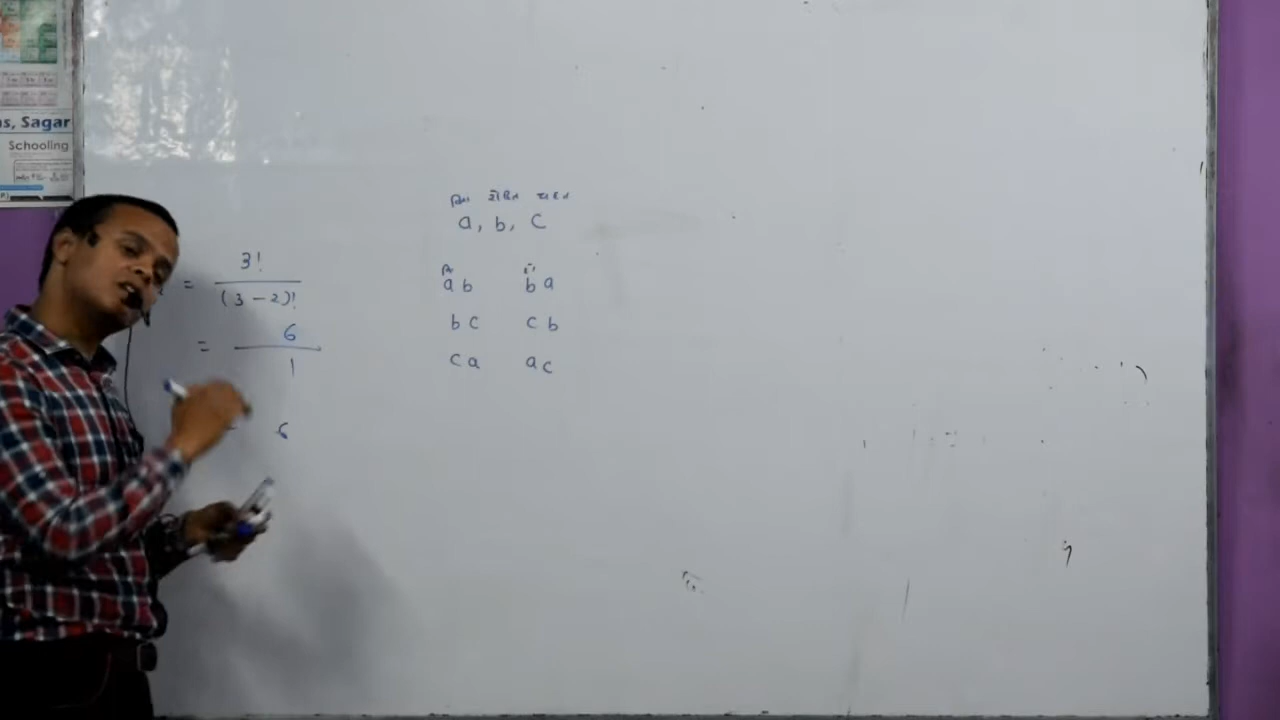 s, Sagar
Schooling
a, b, c
= 3! / (3 - 2)!
= 6 / 1
6
ab ba
bc cb
ca ac